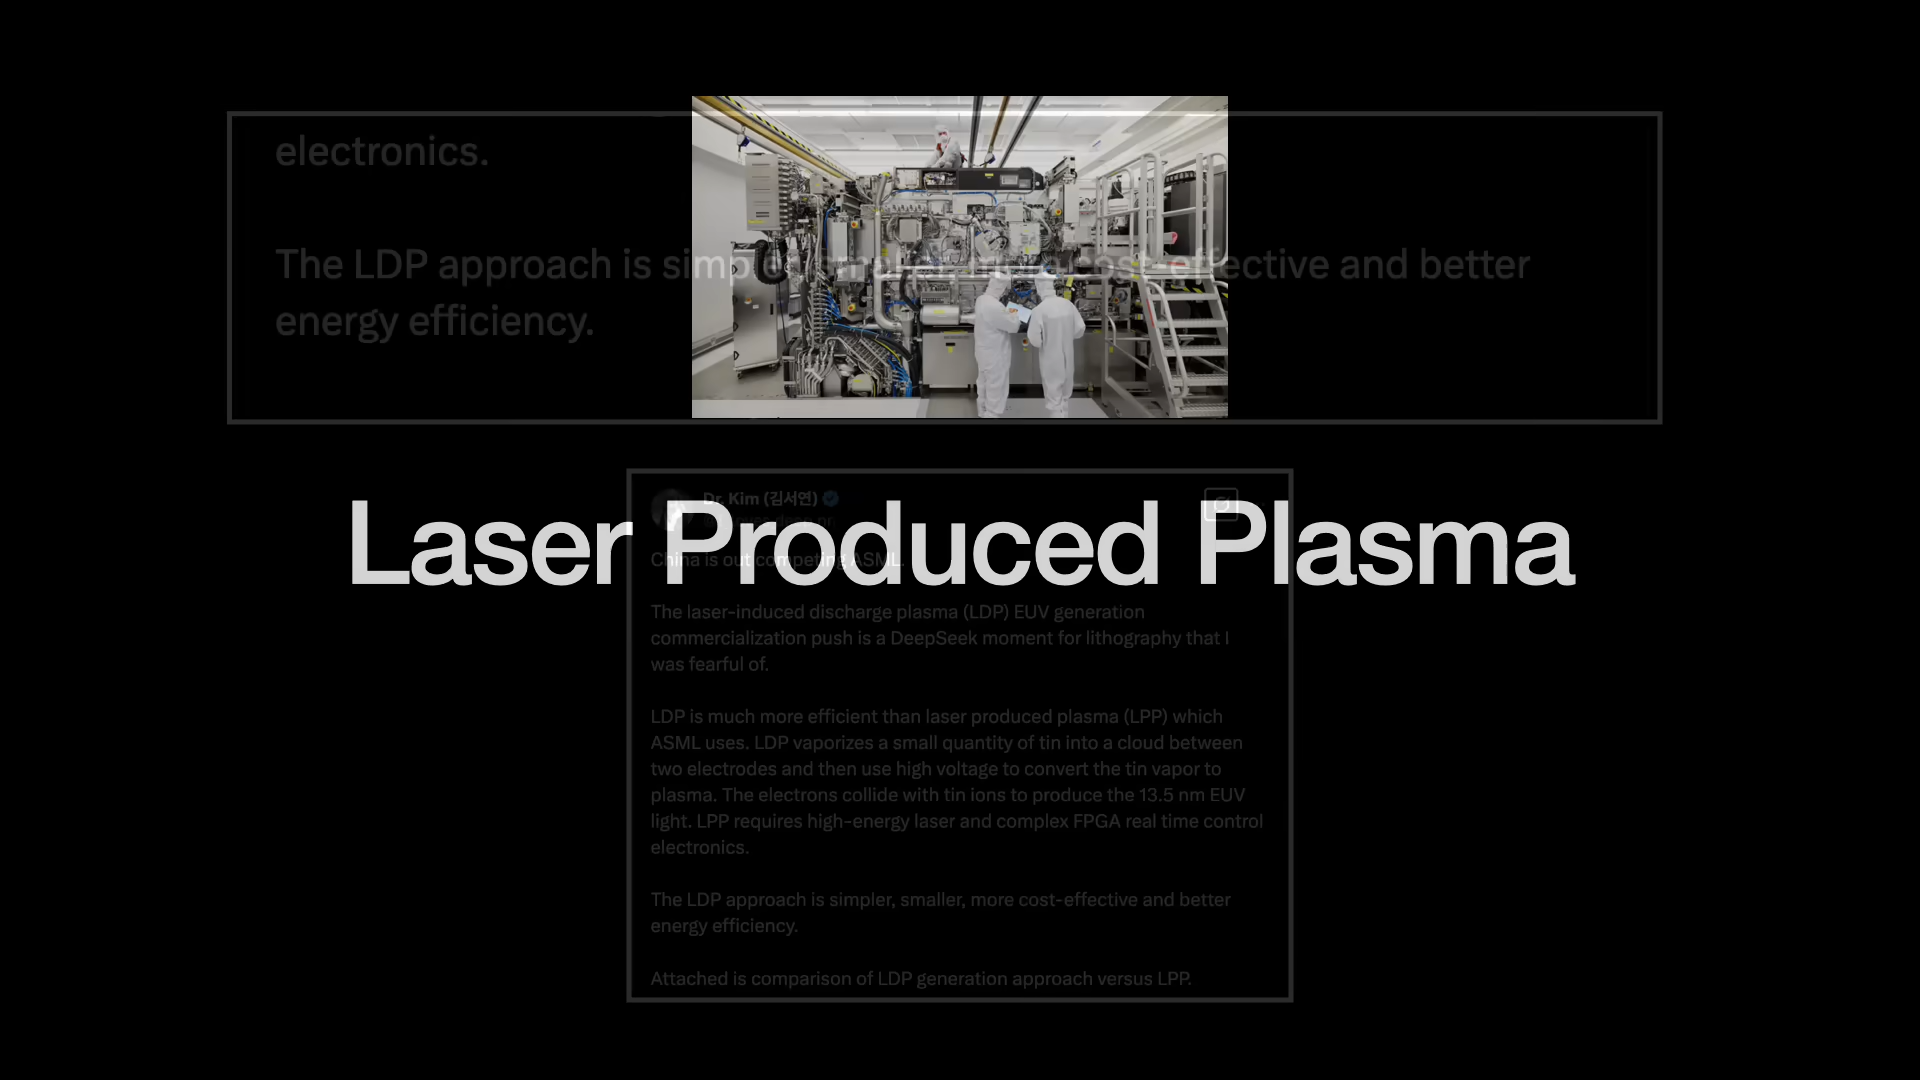 electronics.
The LDP approach is simpler, smaller, more cost-effective and better
energy efficiency.
Laser Produced Plasma
Dr. Kim (김서연)
China is out competing ASML.
The laser-induced discharge plasma (LDP) EUV generation
commercialization push is a DeepSeek moment for lithography that I
was fearful of.
LDP is much more efficient than laser produced plasma (LPP) which
ASML uses. LDP vaporizes a small quantity of tin into a cloud between
two electrodes and then use high voltage to convert the tin vapor to
plasma. The electrons collide with tin ions to produce the 13.5 nm EUV
light. LPP requires high-energy laser and complex FPGA real time control
electronics.
The LDP approach is simpler, smaller, more cost-effective and better
energy efficiency.
Attached is comparison of LDP generation approach versus LPP.